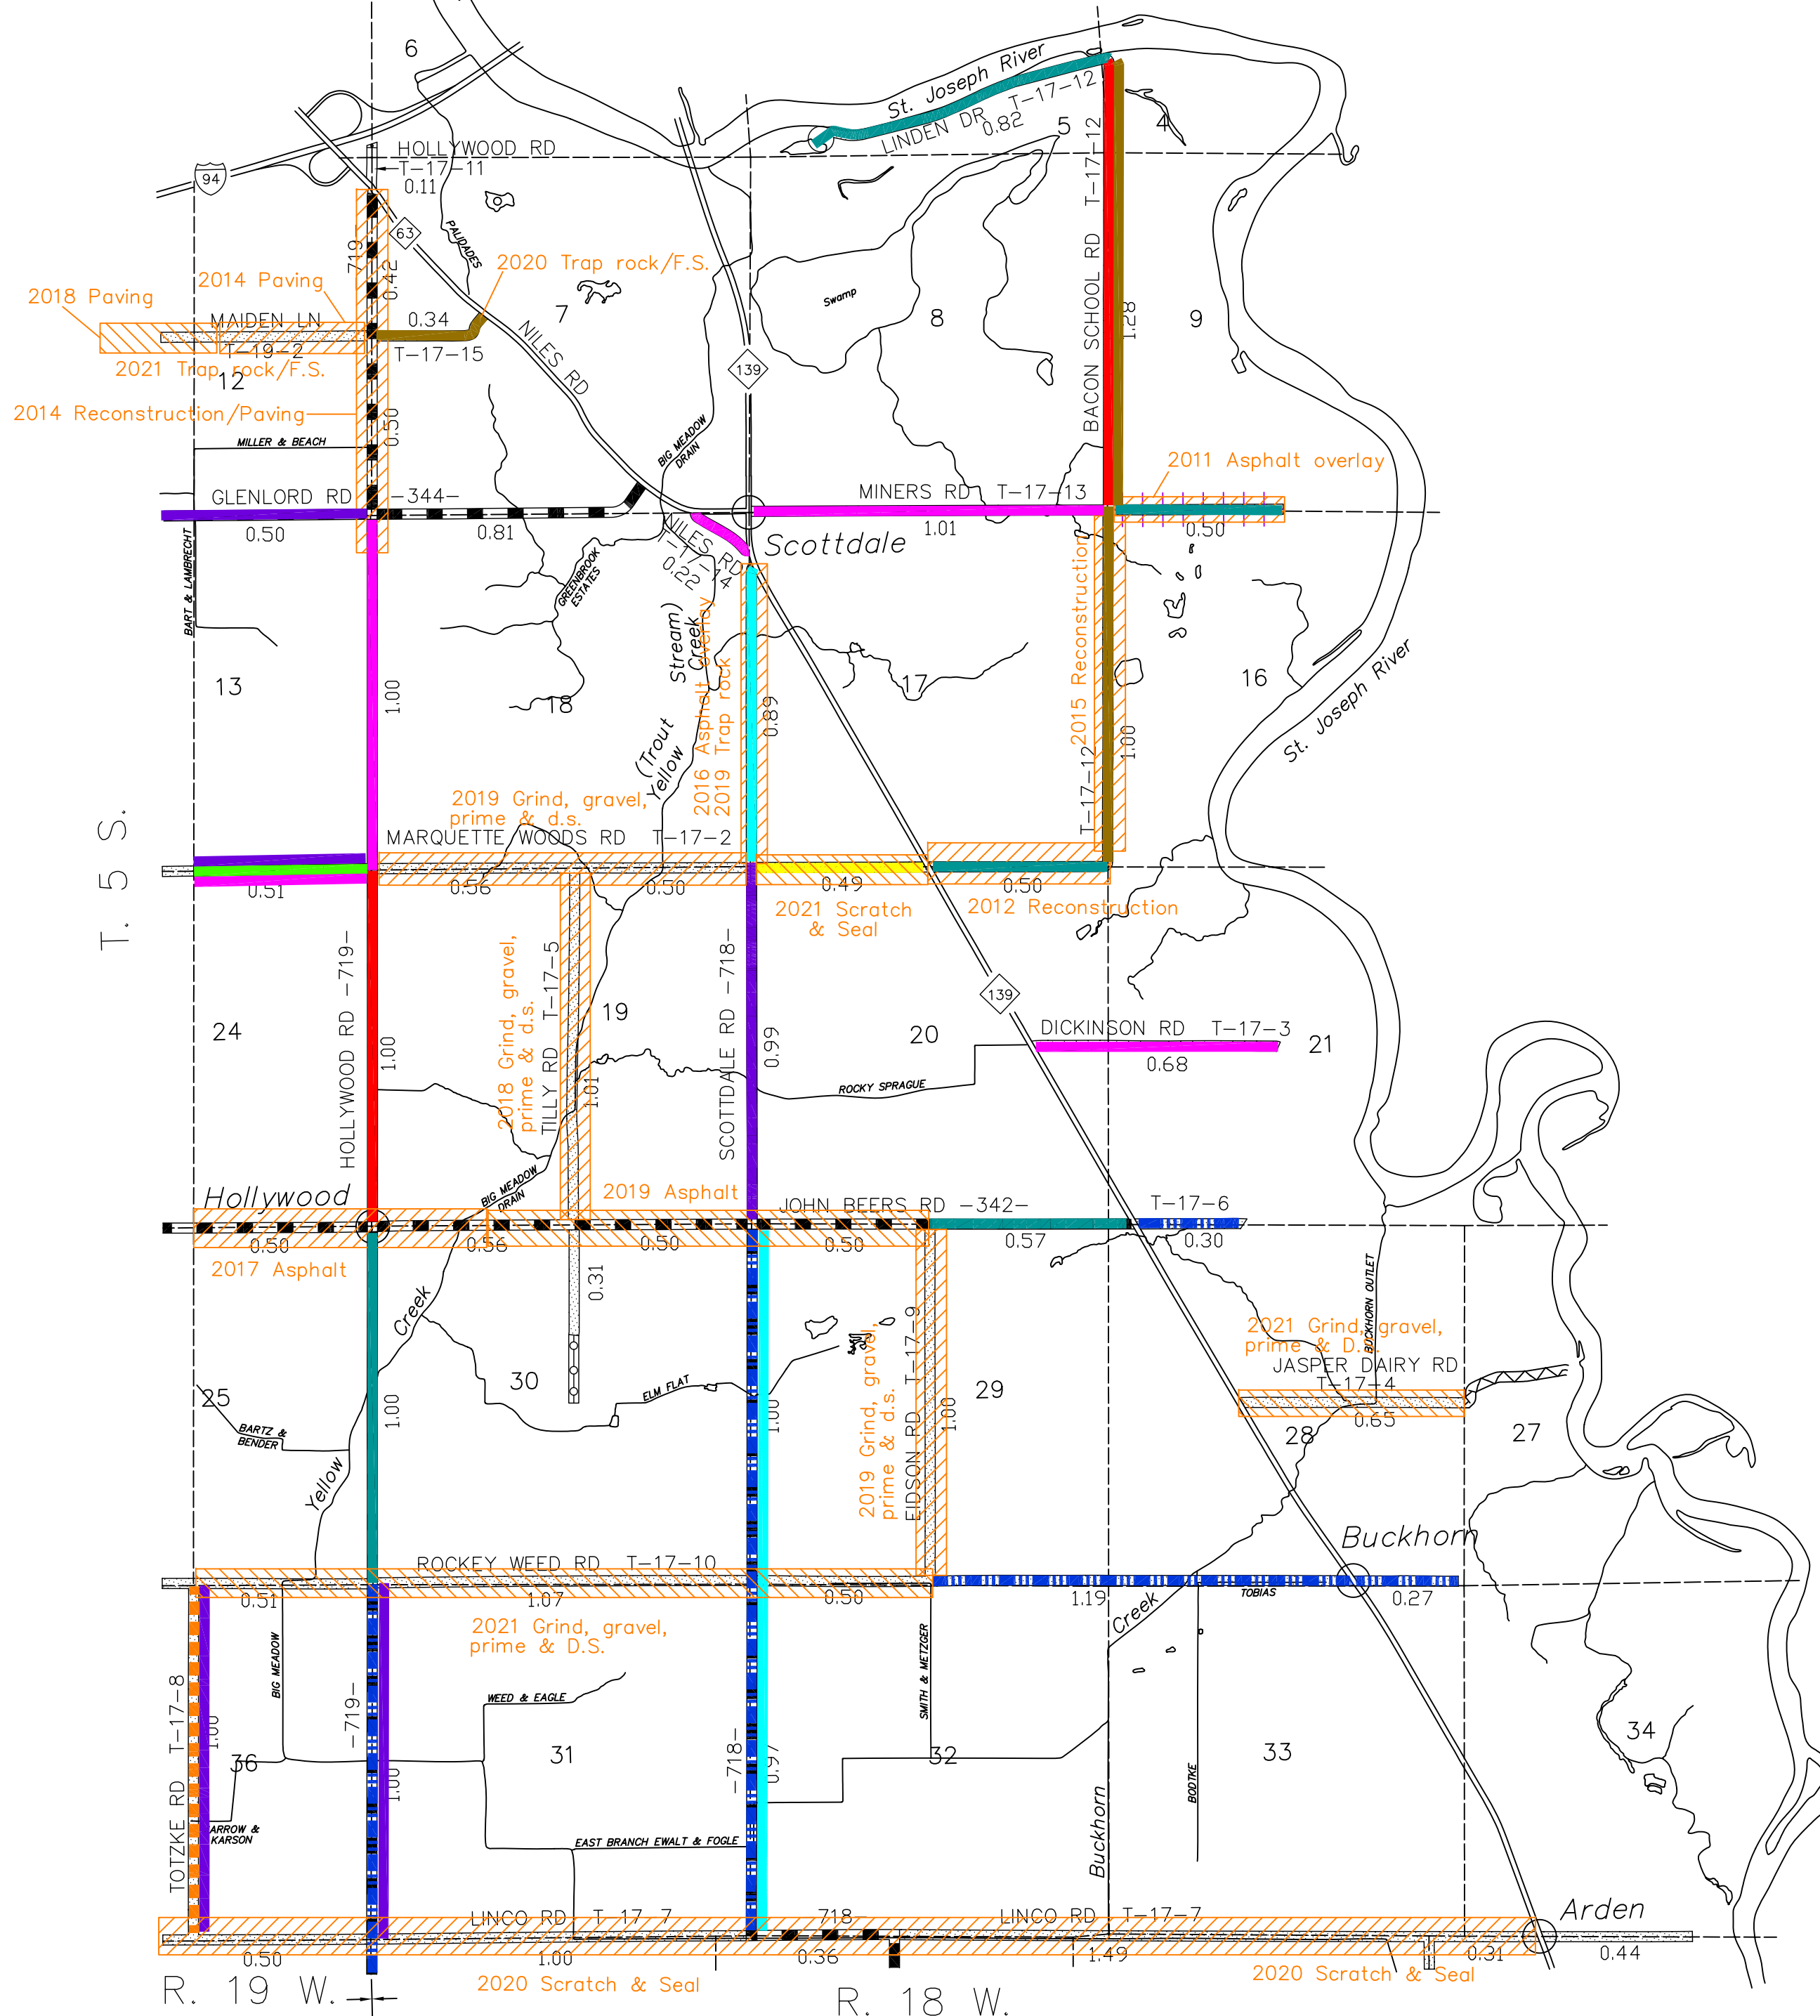 6
St. Joseph River
T-17-12
LINDEN DR
0.82
5
4
HOLLYWOOD RD
T-17-11
0.11
94
63
PALIDADES
719
0.42
2020 Trap rock/F.S.
2014 Paving
2018 Paving
MAIDEN LN
T-19-2
0.34
T-17-15
7
NILES RD
Swamp
8
9
BACON SCHOOL RD T-17-12
1.28
139
2021 Trap rock/F.S.
12
2014 Reconstruction/Paving
0.50
MILLER & BEACH
BIG MEADOW
DRAIN
2011 Asphalt overlay
GLENLORD RD
-344-
MINERS RD T-17-13
0.50
0.81
1.01
0.50
NILES RD
T-17-14
0.22
Scottdale
BART & LAMBRECHT
GREENBROOK
ESTATES
13
1.00
18
(Trout
Stream)
Yellow
Creek
2016 Asphalt overlay
2019 Trap rock
0.89
17
2015 Reconstruction
T-17-12
1.00
16
St. Joseph River
T. 5 S.
2019 Grind, gravel,
prime & d.s.
MARQUETTE WOODS RD T-17-2
0.51
0.56
0.50
0.49
0.50
2021 Scratch
& Seal
2012 Reconstruction
24
HOLLYWOOD RD -719-
1.00
2018 Grind, gravel,
prime & d.s.
TILLY RD T-17-5
1.01
19
SCOTTDALE RD -718-
0.99
20
139
DICKINSON RD T-17-3
0.68
21
ROCKY SPRAGUE
Hollywood
BIG MEADOW
DRAIN
2019 Asphalt
JOHN BEERS RD -342-
T-17-6
0.50
0.56
0.50
0.50
0.57
0.30
2017 Asphalt
0.31
Creek
25
BARTZ &
BENDER
Yellow
1.00
30
ELM FLAT
1.00
2019 Grind, gravel,
prime & d.s.
EIDSON RD T-17-9
1.00
29
BUCKHORN OUTLET
2021 Grind, gravel,
prime & D.S.
JASPER DAIRY RD
T-17-4
0.65
28
27
Buckhorn
ROCKEY WEED RD T-17-10
0.51
1.07
0.50
1.19
TOBIAS
0.27
2021 Grind, gravel,
prime & D.S.
Creek
BIG MEADOW
WEED & EAGLE
SMITH & METZGER
TOTZKE RD T-17-8
1.00
36
-719-
1.00
31
-718-
0.97
32
33
34
BODTKE
Buckhorn
ARROW &
KARSON
EAST BRANCH EWALT & FOGLE
Arden
LINCO RD T-17-7
718-
LINCO RD T-17-7
0.50
1.00
0.36
1.49
0.31
0.44
2020 Scratch & Seal
2020 Scratch & Seal
R. 19 W.
R. 18 W.